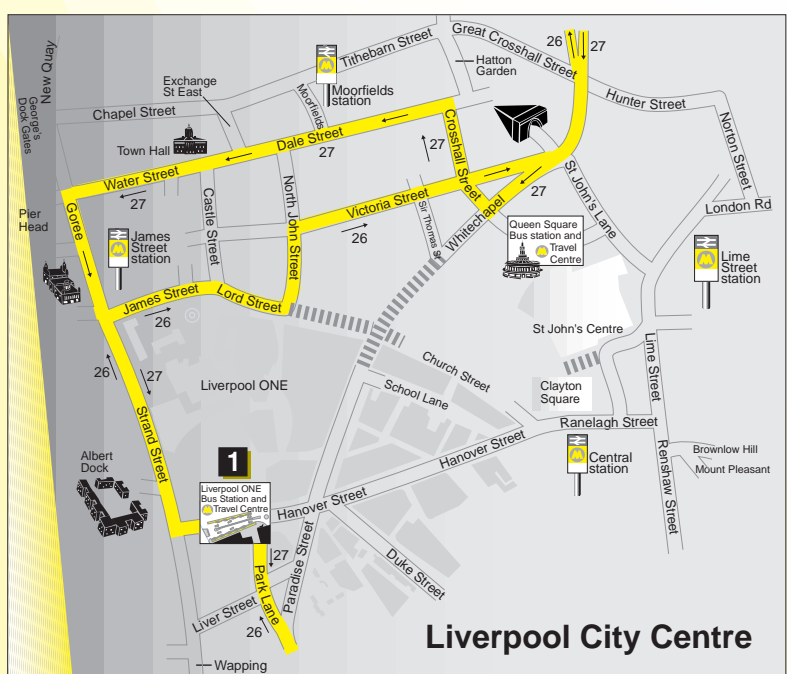 New Quay
George's
Dock Gates
Tithebarn Street
Great Crosshall Street
26
27
Exchange
St East
Moorfields
station
Hatton
Garden
Hunter Street
Chapel Street
Moorfields
Norton Street
Town Hall
Dale Street
27
Crosshall Street
27
St John's Lane
Water Street
27
Castle Street
North John Street
Victoria Street
26
Sir Thomas St
Whitechapel
27
London Rd
Pier
Head
Goree
James
Street
station
Queen Square
Bus station and
Travel
Centre
Lime
Street
station
James Street
26
Lord Street
St John's Centre
26
27
Liverpool ONE
Church Street
School Lane
Clayton
Square
Lime Street
Strand Street
Ranelagh Street
Hanover Street
Central
station
Renshaw Street
Brownlow Hill
Mount Pleasant
Albert
Dock
1
Liverpool ONE
Bus Station and
Travel Centre
Hanover Street
27
Park Lane
Paradise Street
Duke Street
Liver Street
26
Wapping
Liverpool City Centre